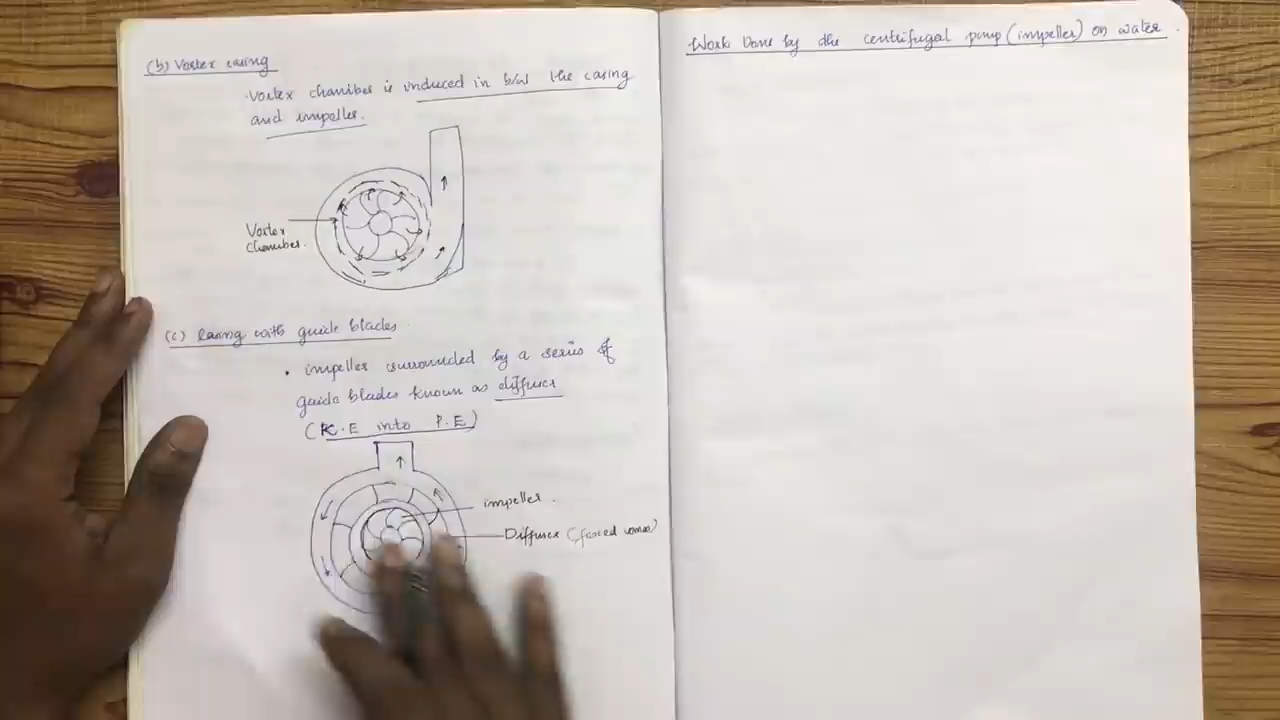 (b) Vortex casing
. Vortex chamber is induced in b/w the casing
and impeller.
Vortex
chamber.
(c) Casing with guide blades.
. impeller surrounded by a series of
guide blades known as diffuser
(K.E into P.E)
impeller.
Diffuser (fixed vanes)
Work Done by the centrifugal pump (impeller) on water.